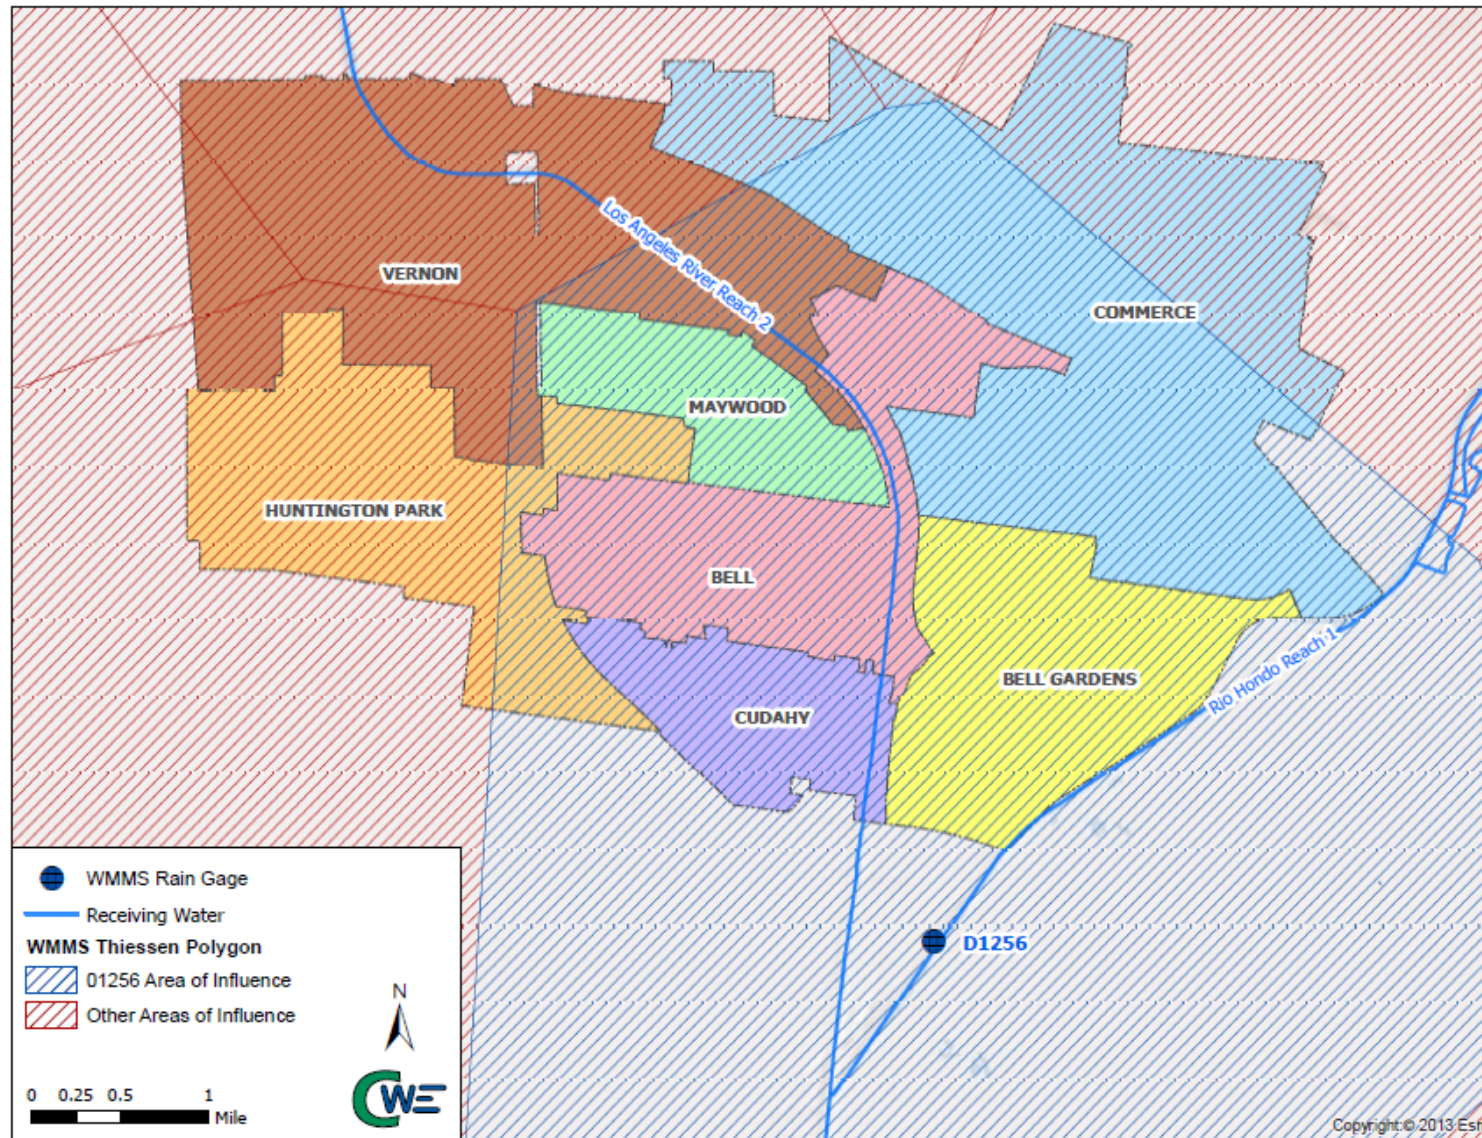 VERNON
Los Angeles River Reach 2
COMMERCE
MAYWOOD
HUNTINGTON PARK
BELL
BELL GARDENS
Rio Hondo Reach 1
CUDAHY
D1256
WMMS Rain Gage
Receiving Water
WMMS Thiessen Polygon
01256 Area of Influence
Other Areas of Influence
N
0 0.25 0.5 1
Mile
CWE
Copyright:© 2013 Esri